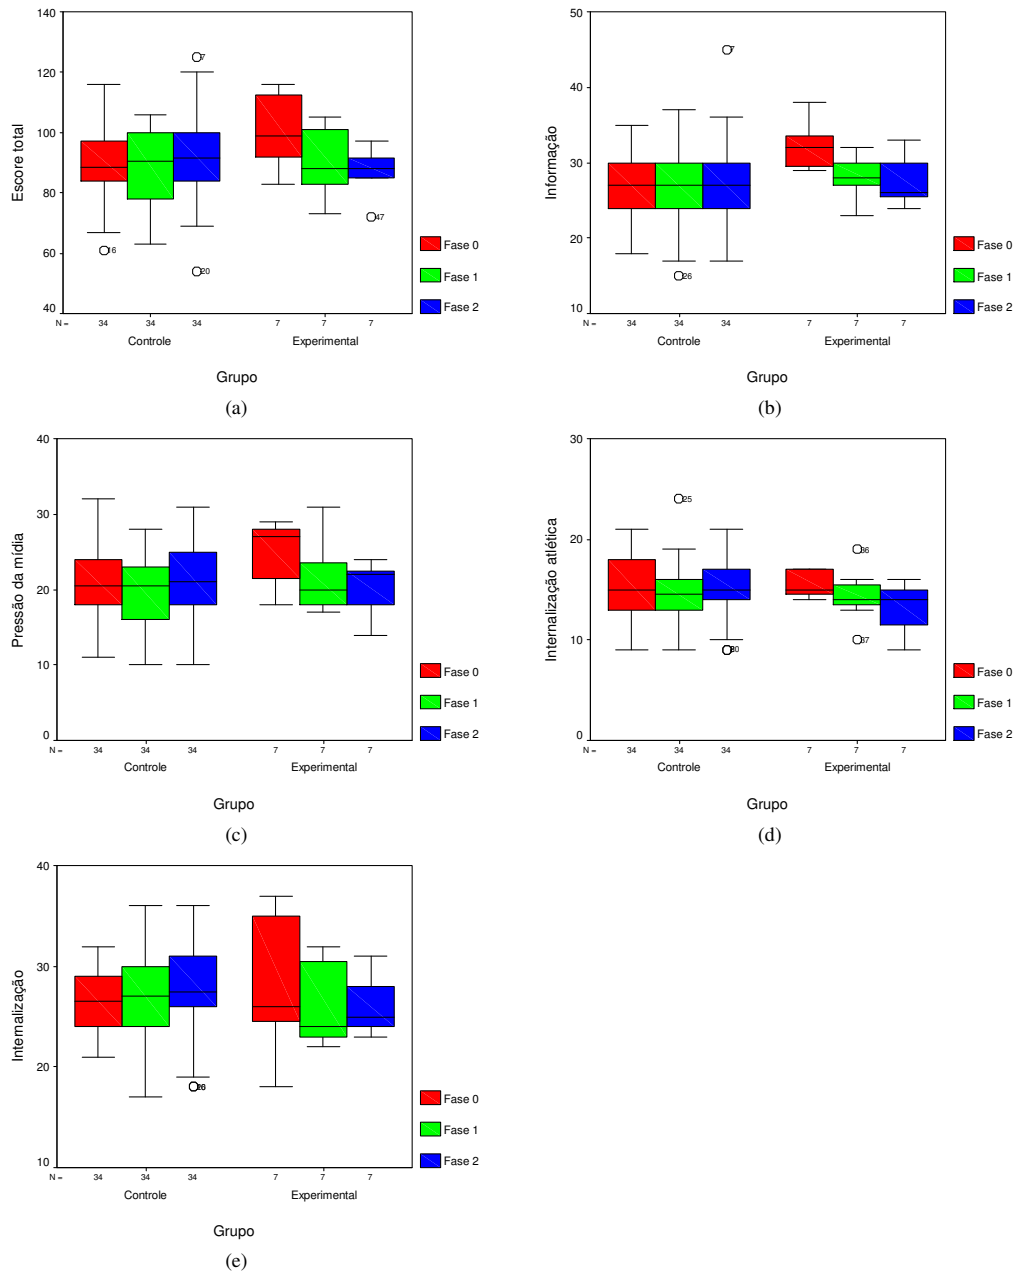 140
120
100
80
60
40
Escore total
7
16
20
47
Fase 0
Fase 1
Fase 2
N =
34
34
34
7
7
7
Controle
Experimental
Grupo
(a)
50
40
30
20
10
Informação
7
26
Fase 0
Fase 1
Fase 2
N =
34
34
34
7
7
7
Controle
Experimental
Grupo
(b)
40
30
20
10
0
Pressão da mídia
Fase 0
Fase 1
Fase 2
N =
34
34
34
7
7
7
Controle
Experimental
Grupo
(c)
30
20
10
0
Internalização atlética
25
36
37
Fase 0
Fase 1
Fase 2
N =
34
34
34
7
7
7
Controle
Experimental
Grupo
(d)
40
30
20
10
Internalização
Fase 0
Fase 1
Fase 2
N =
34
34
34
7
7
7
Controle
Experimental
Grupo
(e)